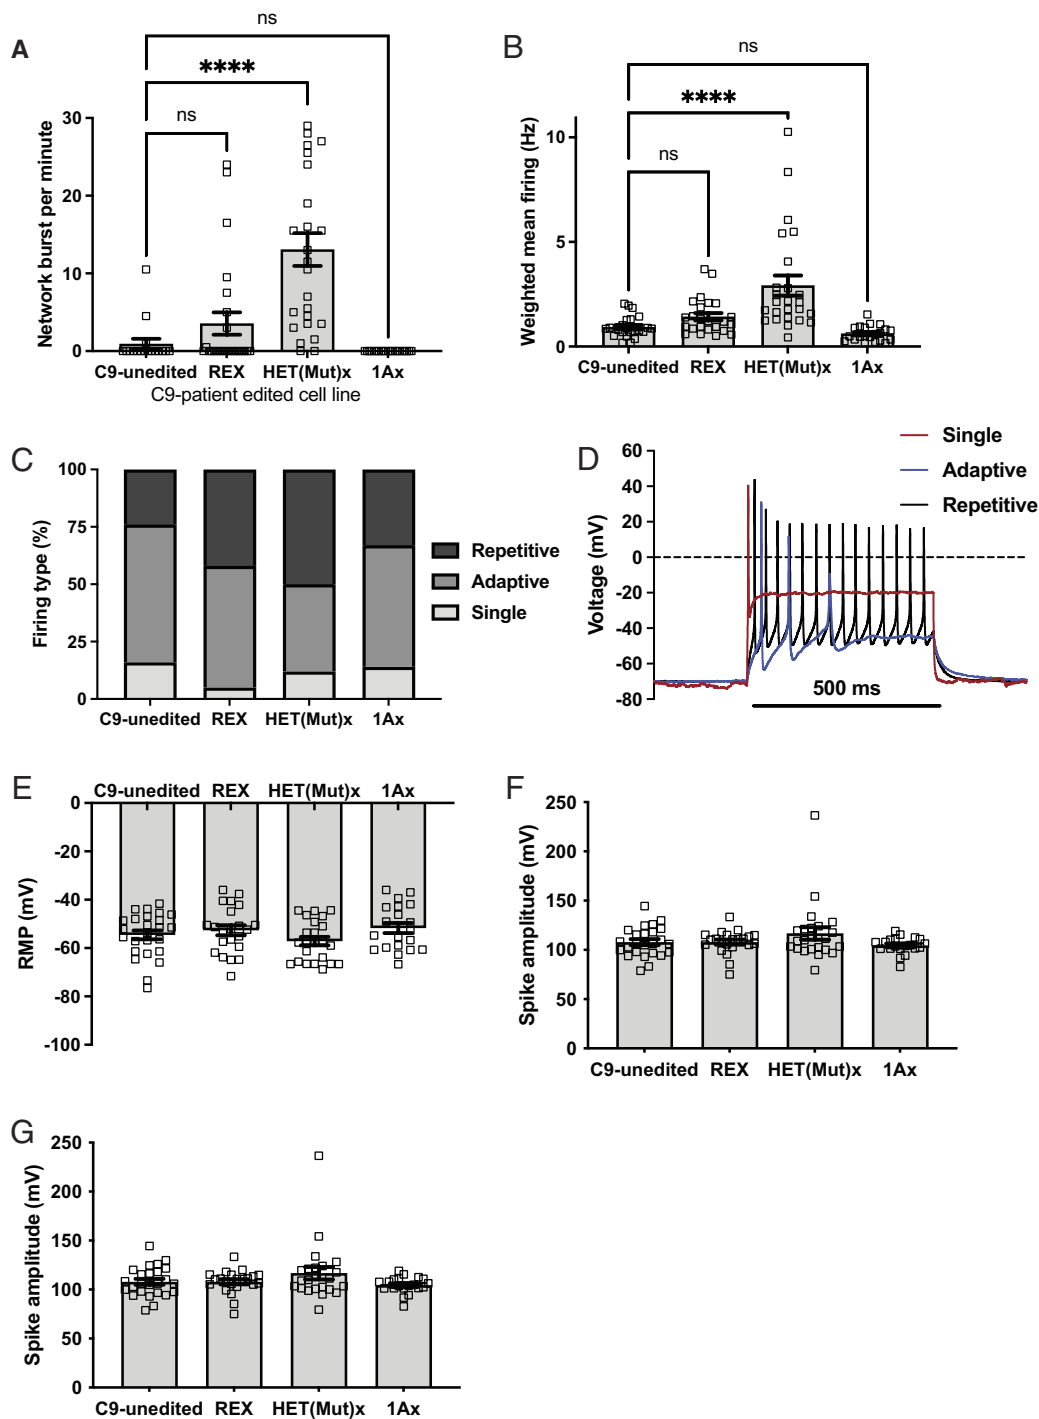 A
ns
****
ns
Network burst per minute
30
20
10
0
C9-unedited REX HET(Mut)x 1Ax
C9-patient edited cell line
B
ns
****
ns
Weighted mean firing (Hz)
10
5
0
C9-unedited REX HET(Mut)x 1Ax
C
Firing type (%)
100
75
50
25
0
C9-unedited REX HET(Mut)x 1Ax
Repetitive
Adaptive
Single
D
Single
Adaptive
Repetitive
Voltage (mV)
60
40
20
0
-20
-40
-60
-80
500 ms
E
C9-unedited REX HET(Mut)x 1Ax
RMP (mV)
0
-20
-40
-60
-80
-100
F
Spike amplitude (mV)
250
200
150
100
50
0
C9-unedited REX HET(Mut)x 1Ax
G
Spike amplitude (mV)
250
200
150
100
50
0
C9-unedited REX HET(Mut)x 1Ax